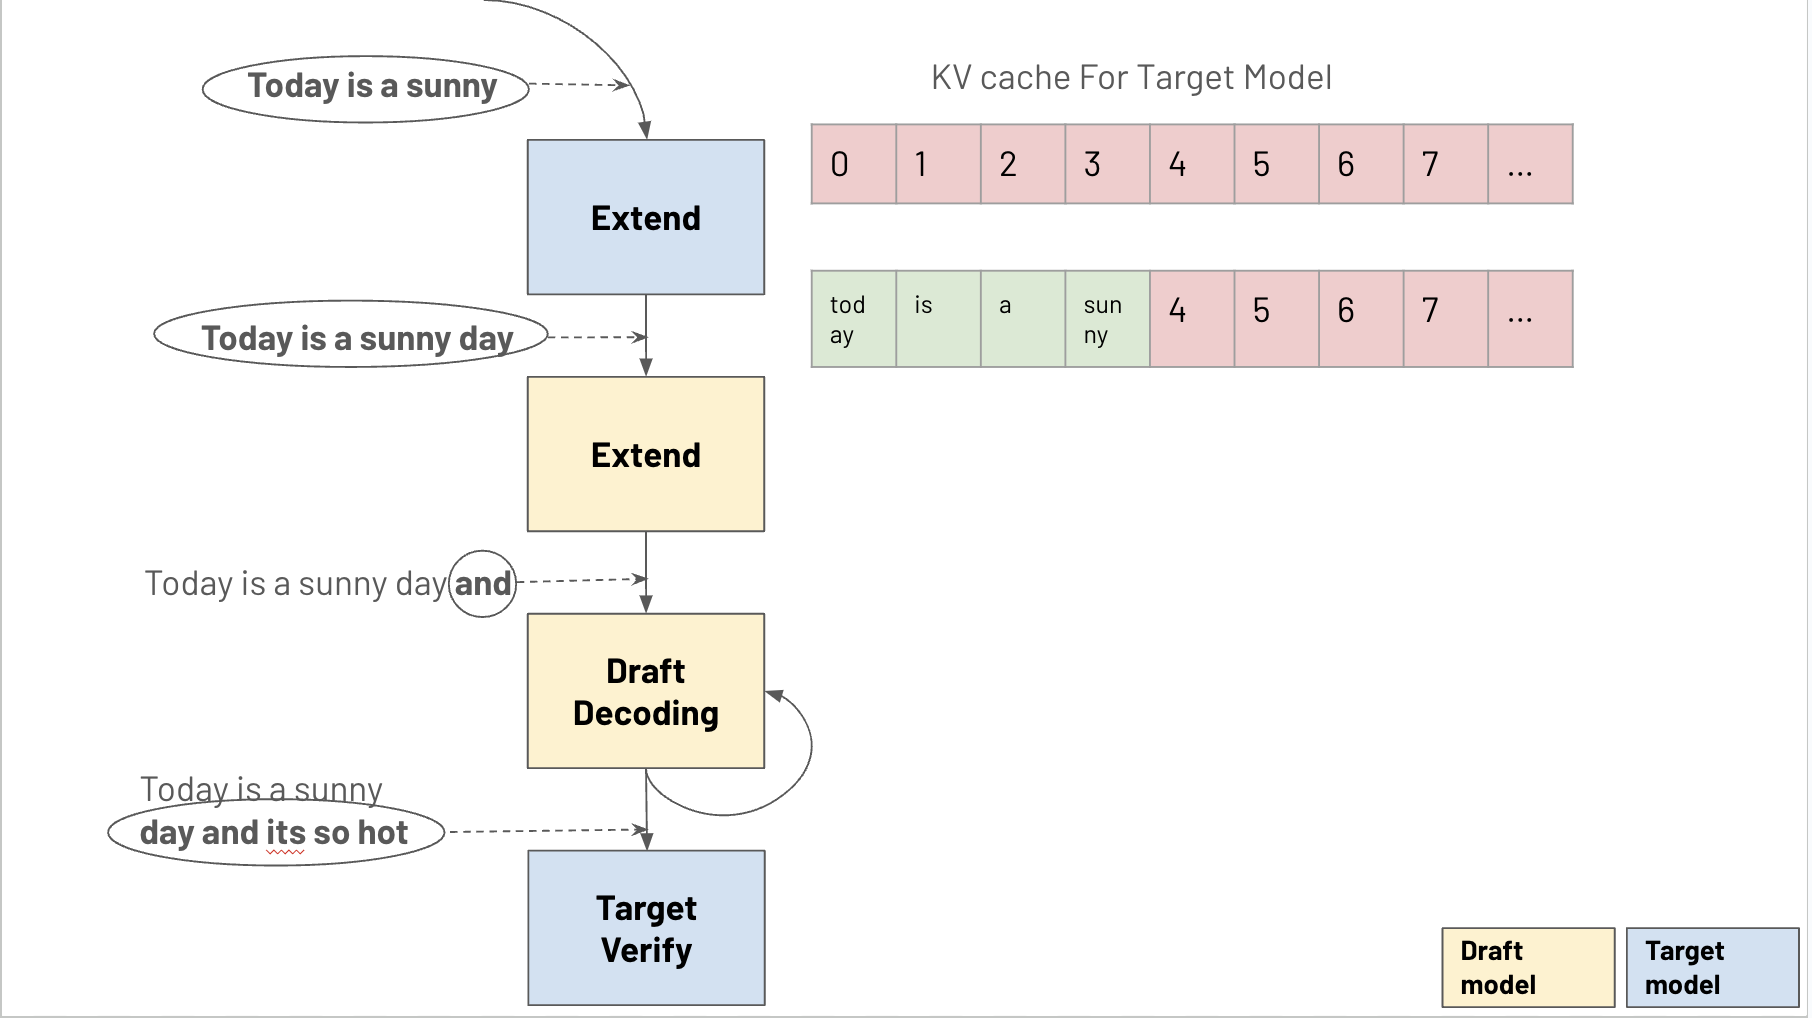 Today is a sunny
KV cache For Target Model
0 1 2 3 4 5 6 7 ...
Extend
tod
ay
is
a
sun
ny
4 5 6 7 ...
Today is a sunny day
Extend
Today is a sunny day and
Draft
Decoding
Today is a sunny
day and its so hot
Target
Verify
Draft
model
Target
model